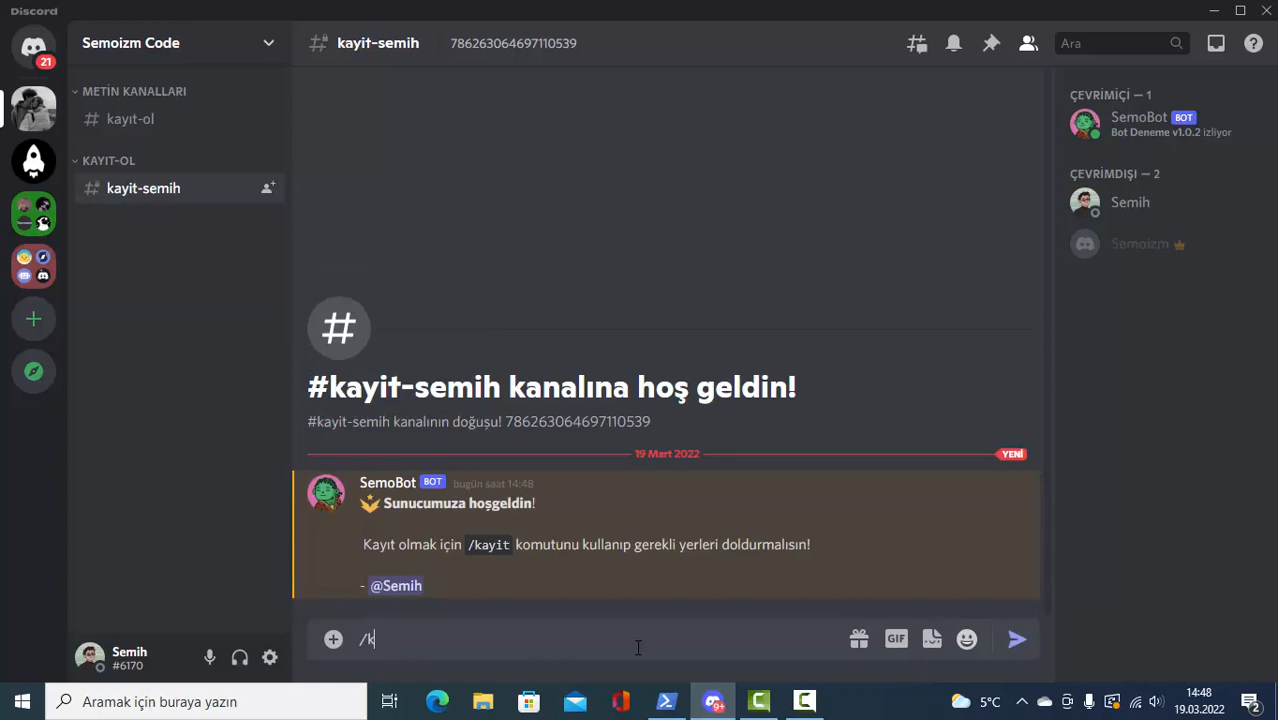 Discord
21
Semoizm Code
kayit-semih
786263064697110539
Ara
METİN KANALLARI
kayıt-ol
KAYIT-OL
kayit-semih
#kayit-semih kanalına hoş geldin!
#kayit-semih kanalının doğuşu! 786263064697110539
19 Mart 2022
YENİ
SemoBot BOT bugün saat 14:48
Sunucumuza hoşgeldin!
Kayıt olmak için /kayit komutunu kullanıp gerekli yerleri doldurmalısın!
- @Semih
/k
GIF
ÇEVRİMİÇİ — 1
SemoBot BOT
Bot Deneme v1.0.2 izliyor
ÇEVRİMDIŞI — 2
Semih
Semoizm
Semih
#6170
Aramak için buraya yazın
9+
5°C
14:48
19.03.2022
2